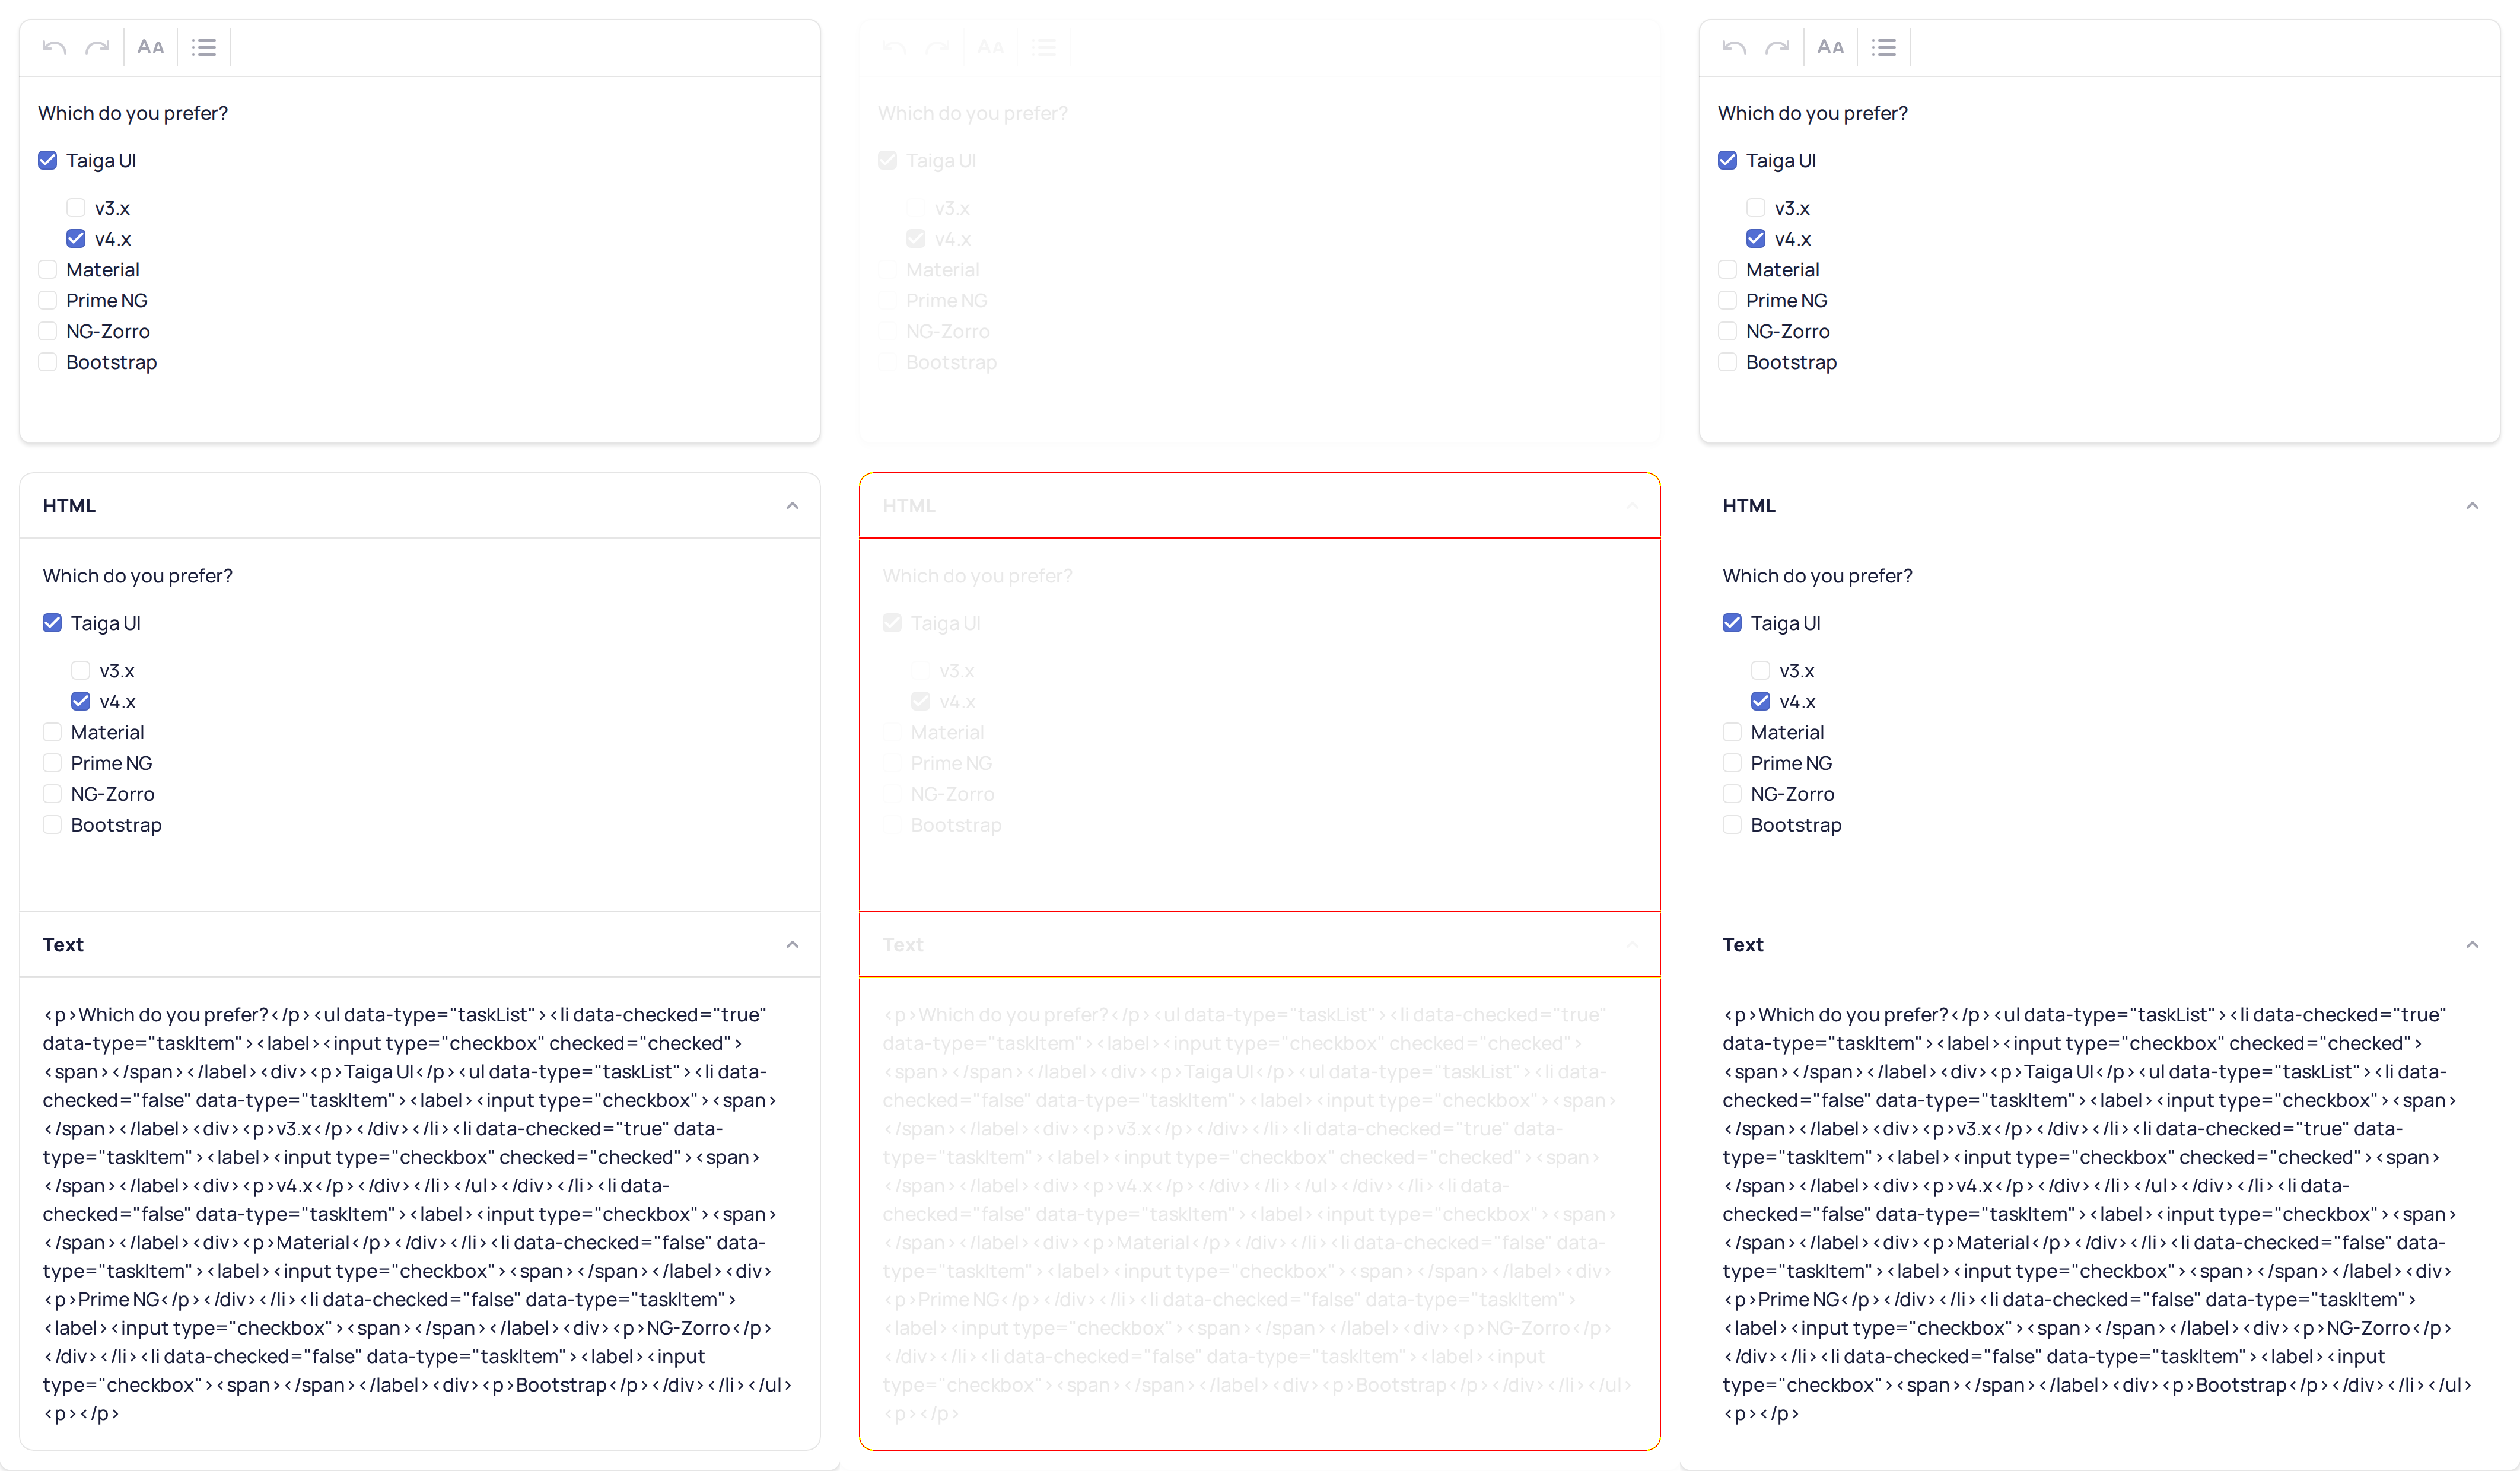 AA
Which do you prefer?
Taiga UI
v3.x
v4.x
Material
Prime NG
NG-Zorro
Bootstrap
HTML
Which do you prefer?
Taiga UI
v3.x
v4.x
Material
Prime NG
NG-Zorro
Bootstrap
Text
<p>Which do you prefer?</p><ul data-type="taskList"><li data-checked="true"
data-type="taskItem"><label><input type="checkbox" checked="checked">
<span></span></label><div><p>Taiga UI</p><ul data-type="taskList"><li data-
checked="false" data-type="taskItem"><label><input type="checkbox"><span>
</span></label><div><p>v3.x</p></div></li><li data-checked="true" data-
type="taskItem"><label><input type="checkbox" checked="checked"><span>
</span></label><div><p>v4.x</p></div></li></ul></div></li><li data-
checked="false" data-type="taskItem"><label><input type="checkbox"><span>
</span></label><div><p>Material</p></div></li><li data-checked="false" data-
type="taskItem"><label><input type="checkbox"><span></span></label><div>
<p>Prime NG</p></div></li><li data-checked="false" data-type="taskItem">
<label><input type="checkbox"><span></span></label><div><p>NG-Zorro</p>
</div></li><li data-checked="false" data-type="taskItem"><label><input
type="checkbox"><span></span></label><div><p>Bootstrap</p></div></li></ul>
<p></p>
AA
Which do you prefer?
Taiga UI
v3.x
v4.x
Material
Prime NG
NG-Zorro
Bootstrap
HTML
Which do you prefer?
Taiga UI
v3.x
v4.x
Material
Prime NG
NG-Zorro
Bootstrap
Text
<p>Which do you prefer?</p><ul data-type="taskList"><li data-checked="true"
data-type="taskItem"><label><input type="checkbox" checked="checked">
<span></span></label><div><p>Taiga UI</p><ul data-type="taskList"><li data-
checked="false" data-type="taskItem"><label><input type="checkbox"><span>
</span></label><div><p>v3.x</p></div></li><li data-checked="true" data-
type="taskItem"><label><input type="checkbox" checked="checked"><span>
</span></label><div><p>v4.x</p></div></li></ul></div></li><li data-
checked="false" data-type="taskItem"><label><input type="checkbox"><span>
</span></label><div><p>Material</p></div></li><li data-checked="false" data-
type="taskItem"><label><input type="checkbox"><span></span></label><div>
<p>Prime NG</p></div></li><li data-checked="false" data-type="taskItem">
<label><input type="checkbox"><span></span></label><div><p>NG-Zorro</p>
</div></li><li data-checked="false" data-type="taskItem"><label><input
type="checkbox"><span></span></label><div><p>Bootstrap</p></div></li></ul>
<p></p>
AA
Which do you prefer?
Taiga UI
v3.x
v4.x
Material
Prime NG
NG-Zorro
Bootstrap
HTML
Which do you prefer?
Taiga UI
v3.x
v4.x
Material
Prime NG
NG-Zorro
Bootstrap
Text
<p>Which do you prefer?</p><ul data-type="taskList"><li data-checked="true"
data-type="taskItem"><label><input type="checkbox" checked="checked">
<span></span></label><div><p>Taiga UI</p><ul data-type="taskList"><li data-
checked="false" data-type="taskItem"><label><input type="checkbox"><span>
</span></label><div><p>v3.x</p></div></li><li data-checked="true" data-
type="taskItem"><label><input type="checkbox" checked="checked"><span>
</span></label><div><p>v4.x</p></div></li></ul></div></li><li data-
checked="false" data-type="taskItem"><label><input type="checkbox"><span>
</span></label><div><p>Material</p></div></li><li data-checked="false" data-
type="taskItem"><label><input type="checkbox"><span></span></label><div>
<p>Prime NG</p></div></li><li data-checked="false" data-type="taskItem">
<label><input type="checkbox"><span></span></label><div><p>NG-Zorro</p>
</div></li><li data-checked="false" data-type="taskItem"><label><input
type="checkbox"><span></span></label><div><p>Bootstrap</p></div></li></ul>
<p></p>